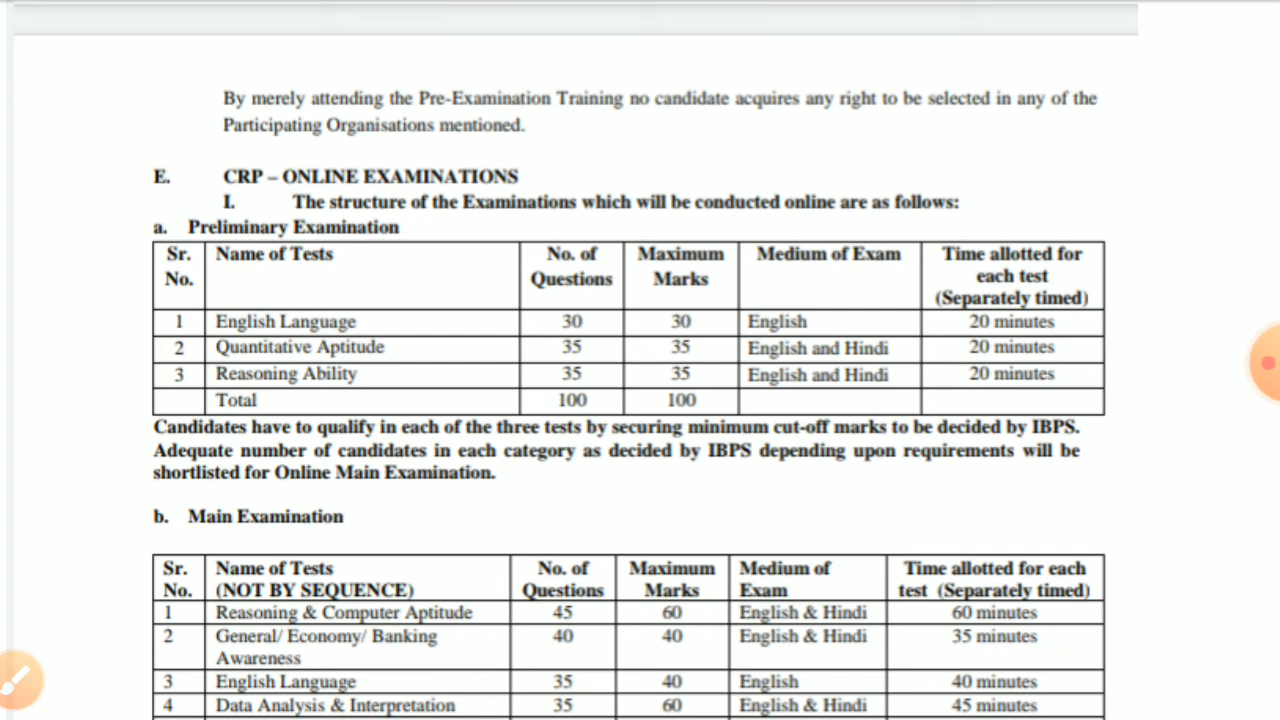 By merely attending the Pre-Examination Training no candidate acquires any right to be selected in any of the
Participating Organisations mentioned.
E. CRP – ONLINE EXAMINATIONS
I. The structure of the Examinations which will be conducted online are as follows:
a. Preliminary Examination
Sr. No. Name of Tests No. of Questions Maximum Marks Medium of Exam Time allotted for each test (Separately timed)
1 English Language 30 30 English 20 minutes
2 Quantitative Aptitude 35 35 English and Hindi 20 minutes
3 Reasoning Ability 35 35 English and Hindi 20 minutes
Total 100 100
Candidates have to qualify in each of the three tests by securing minimum cut-off marks to be decided by IBPS.
Adequate number of candidates in each category as decided by IBPS depending upon requirements will be
shortlisted for Online Main Examination.
b. Main Examination
Sr. No. Name of Tests (NOT BY SEQUENCE) No. of Questions Maximum Marks Medium of Exam Time allotted for each test (Separately timed)
1 Reasoning & Computer Aptitude 45 60 English & Hindi 60 minutes
2 General/ Economy/ Banking Awareness 40 40 English & Hindi 35 minutes
3 English Language 35 40 English 40 minutes
4 Data Analysis & Interpretation 35 60 English & Hindi 45 minutes